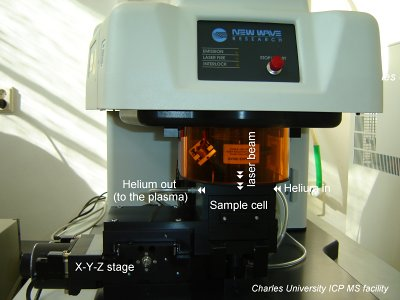 NEW WAVE
RESEARCH
EMISSION
LASER FIRE
INTERLOCK
laser beam
Helium out
(to the plasma)
Helium in
Sample cell
X-Y-Z stage
Charles University ICP MS facility